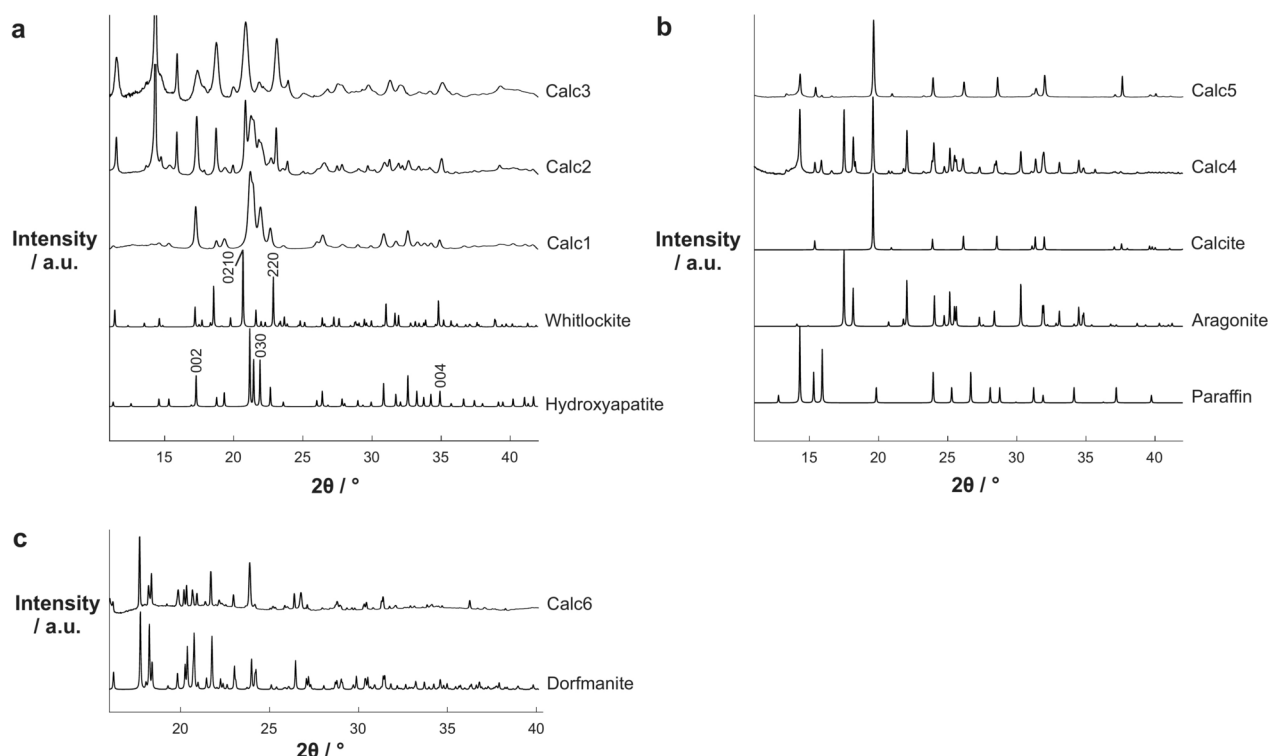 a
Calc3
Calc2
Calc1
Intensity
/ a.u.
0210
220
Whitlockite
002
030
004
Hydroxyapatite
15 20 25 30 35 40
2θ / °
b
Calc5
Calc4
Intensity
/ a.u.
Calcite
Aragonite
Paraffin
15 20 25 30 35 40
2θ / °
c
Calc6
Intensity
/ a.u.
Dorfmanite
20 25 30 35 40
2θ / °